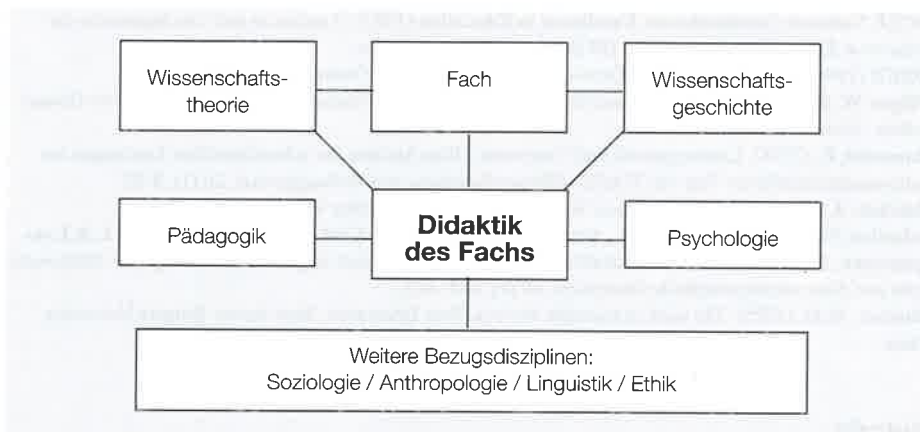 Wissenschafts-
theorie
Fach
Wissenschafts-
geschichte
Pädagogik
Didaktik
des Fachs
Psychologie
Weitere Bezugsdisziplinen:
Soziologie / Anthropologie / Linguistik / Ethik